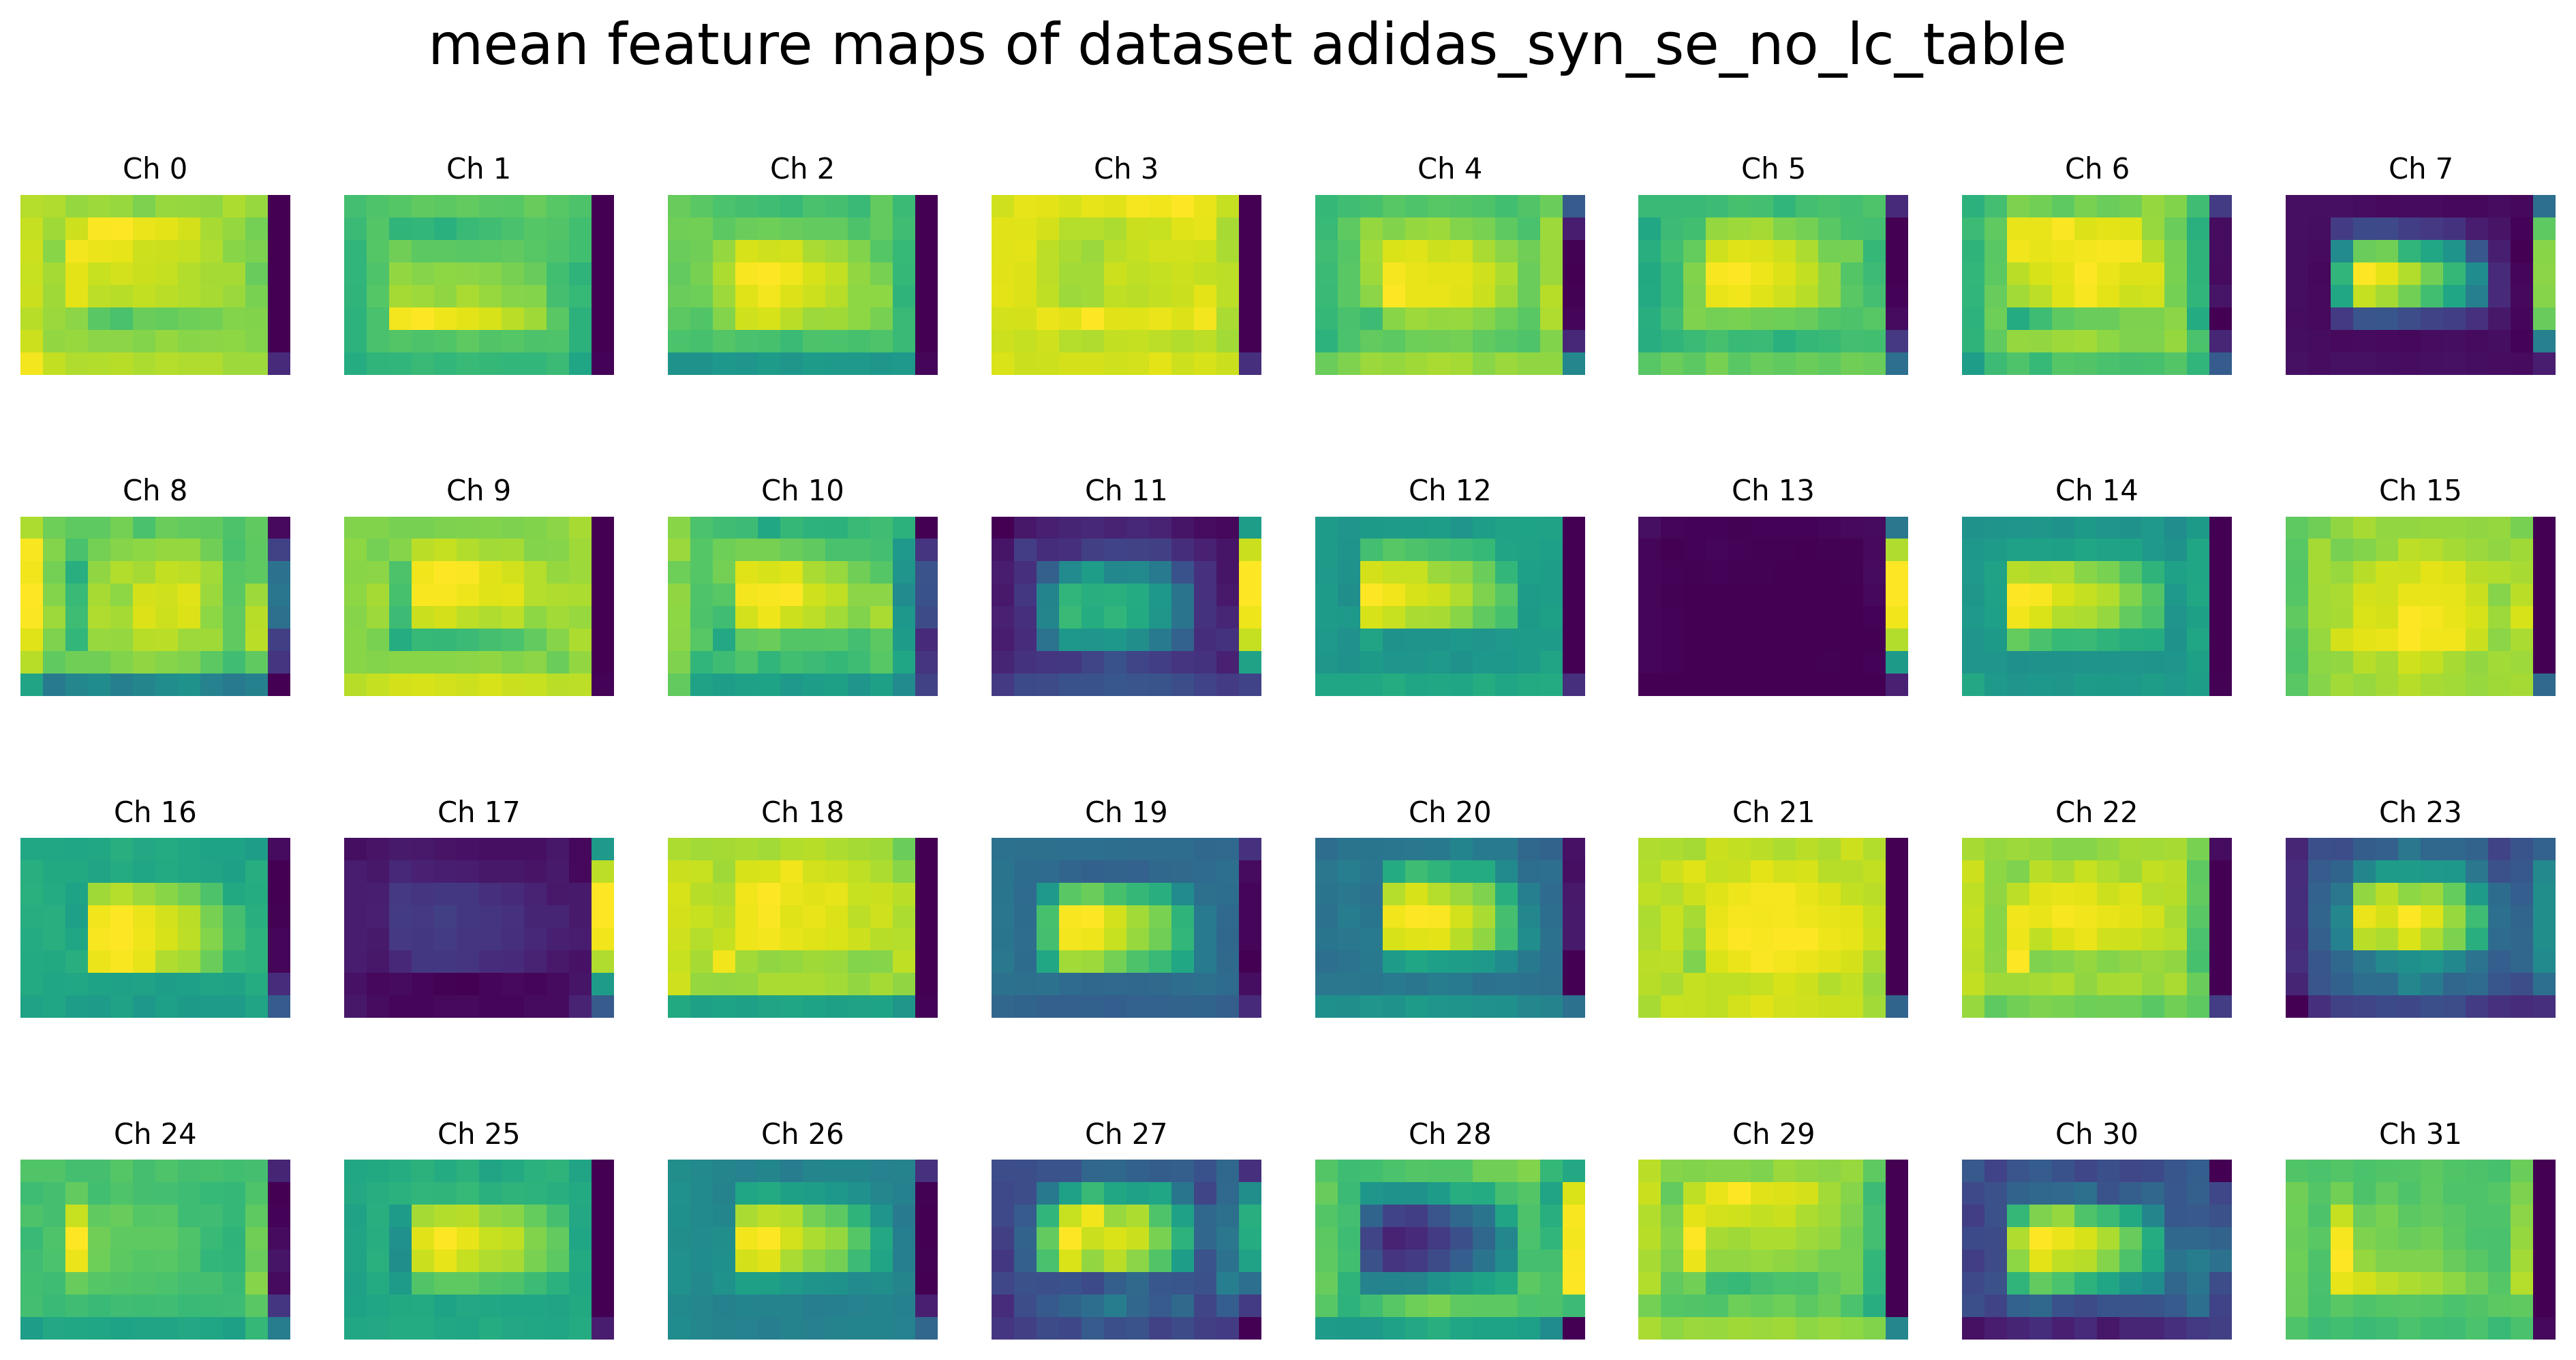 mean feature maps of dataset adidas_syn_se_no_lc_table
Ch 0 Ch 1 Ch 2 Ch 3 Ch 4 Ch 5 Ch 6 Ch 7
Ch 8 Ch 9 Ch 10 Ch 11 Ch 12 Ch 13 Ch 14 Ch 15
Ch 16 Ch 17 Ch 18 Ch 19 Ch 20 Ch 21 Ch 22 Ch 23
Ch 24 Ch 25 Ch 26 Ch 27 Ch 28 Ch 29 Ch 30 Ch 31